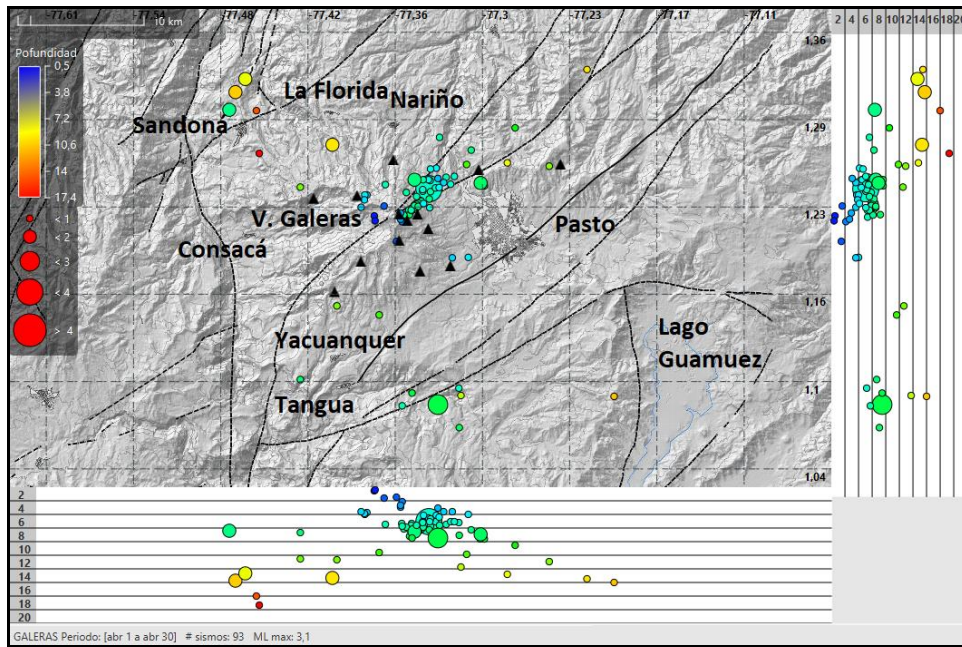 -77,61 -77,54 -77,48 -77,42 -77,36 -77,3 -77,23 -77,17 -77,11
10 km
2 4 6 8 10 12 14 16 18 20
Pofundidad
0,5
3,8
7,2
10,6
14
17,4
< 1
< 2
< 3
< 4
> 4
1,36
1,29
1,23
1,16
1,1
1,04
La Florida
Nariño
Sandoná
V. Galeras
Pasto
Consacá
Lago
Guamuez
Yacuanquer
Tangua
2
4
6
8
10
12
14
16
18
20
GALERAS Periodo: [abr 1 a abr 30] # sismos: 93 ML max: 3,1